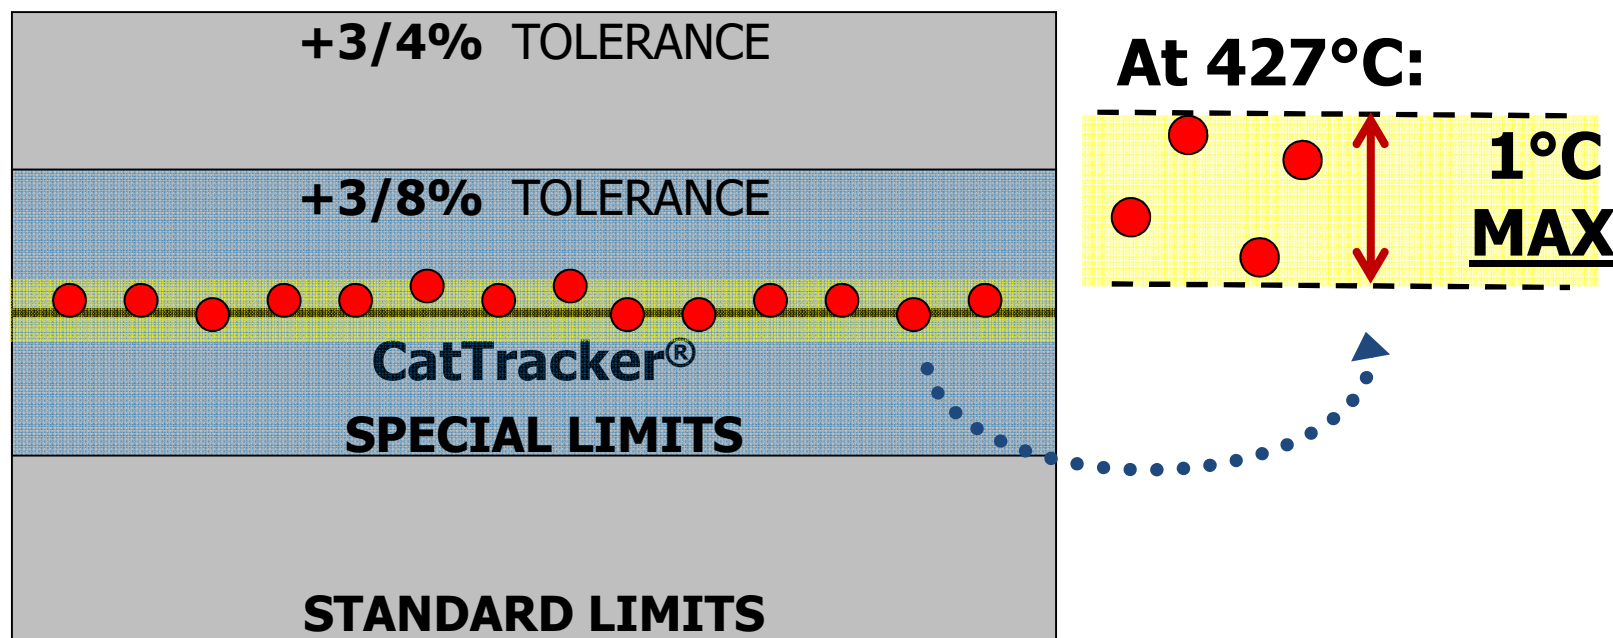 +3/4% TOLERANCE
+3/8% TOLERANCE
CatTracker®
SPECIAL LIMITS
STANDARD LIMITS
At 427°C:
1°C
MAX